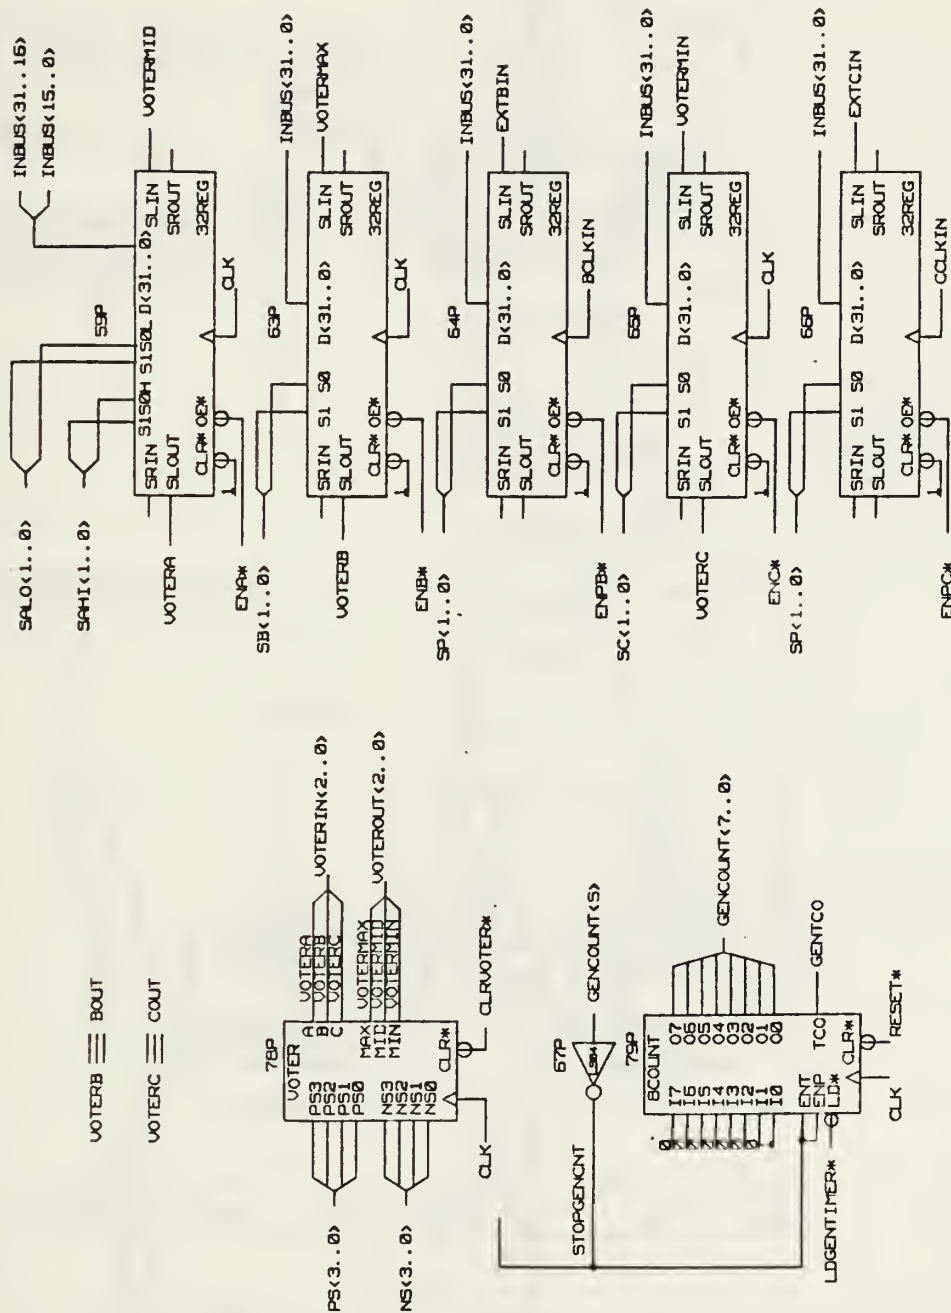 SALO<1..0>
SAHI<1..0>
INBUS<31..16>
INBUS<15..0>
59P
S1S0H S1S0L D<31..0>
SRIN
SLIN
VOTERMID
VOTERA
SLOUT
SROUT
CLR* OE*
32REG
1
ENA*
CLK
SB<1..0>
63P
INBUS<31..0>
SRIN S1 S0 D<31..0> SLIN
VOTERMAX
VOTERB
SLOUT
SROUT
CLR* OE*
32REG
1
ENB*
CLK
SP<1..0>
64P
INBUS<31..0>
SRIN S1 S0 D<31..0> SLIN
EXTBIN
SLOUT
SROUT
CLR* OE*
32REG
1
ENPB*
BCLKIN
SC<1..0>
65P
INBUS<31..0>
SRIN S1 S0 D<31..0> SLIN
VOTERMIN
VOTERC
SLOUT
SROUT
CLR* OE*
32REG
1
ENC*
CLK
SP<1..0>
66P
INBUS<31..0>
SRIN S1 S0 D<31..0> SLIN
EXTCIN
SLOUT
SROUT
CLR* OE*
32REG
1
ENPC*
CCLKIN
VOTERB ≡ BOUT
VOTERC ≡ COUT
78P
VOTER
PS<3..0>
PS3
PS2
PS1
PS0
NS<3..0>
NS3
NS2
NS1
NS0
A VOTERA
B VOTERB
C VOTERC
VOTERIN<2..0>
MAX VOTERMAX
MID VOTERMID
MIN VOTERMIN
VOTEROUT<2..0>
CLR*
CLK
CLRVOTER*
STOPGENCNT
67P
LS04
GENCOUNT<5>
79P
BCOUNT
0
I7 O7
I6 O6
I5 O5
I4 O4
I3 O3
I2 O2
I1 O1
I0 O0
0
GENCOUNT<7..0>
ENT
ENP TCO
GENTCO
LD*
CLR*
LDGENTIMER*
CLK
RESET*